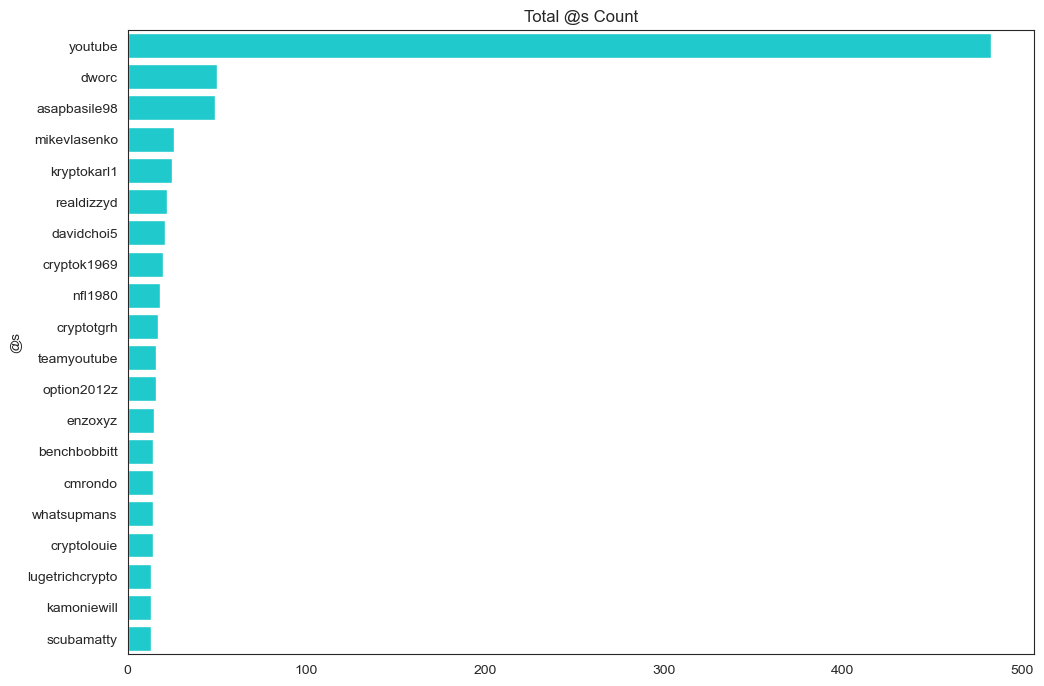 Total @s Count
youtube
dworc
asapbasile98
mikevlasenko
kryptokarl1
realdizzyd
davidchoi5
cryptok1969
nfl1980
cryptotgrh
@s
teamyoutube
option2012z
enzoxyz
benchbobbitt
cmrondo
whatsupmans
cryptolouie
lugetrichcrypto
kamoniewill
scubamatty
0 100 200 300 400 500